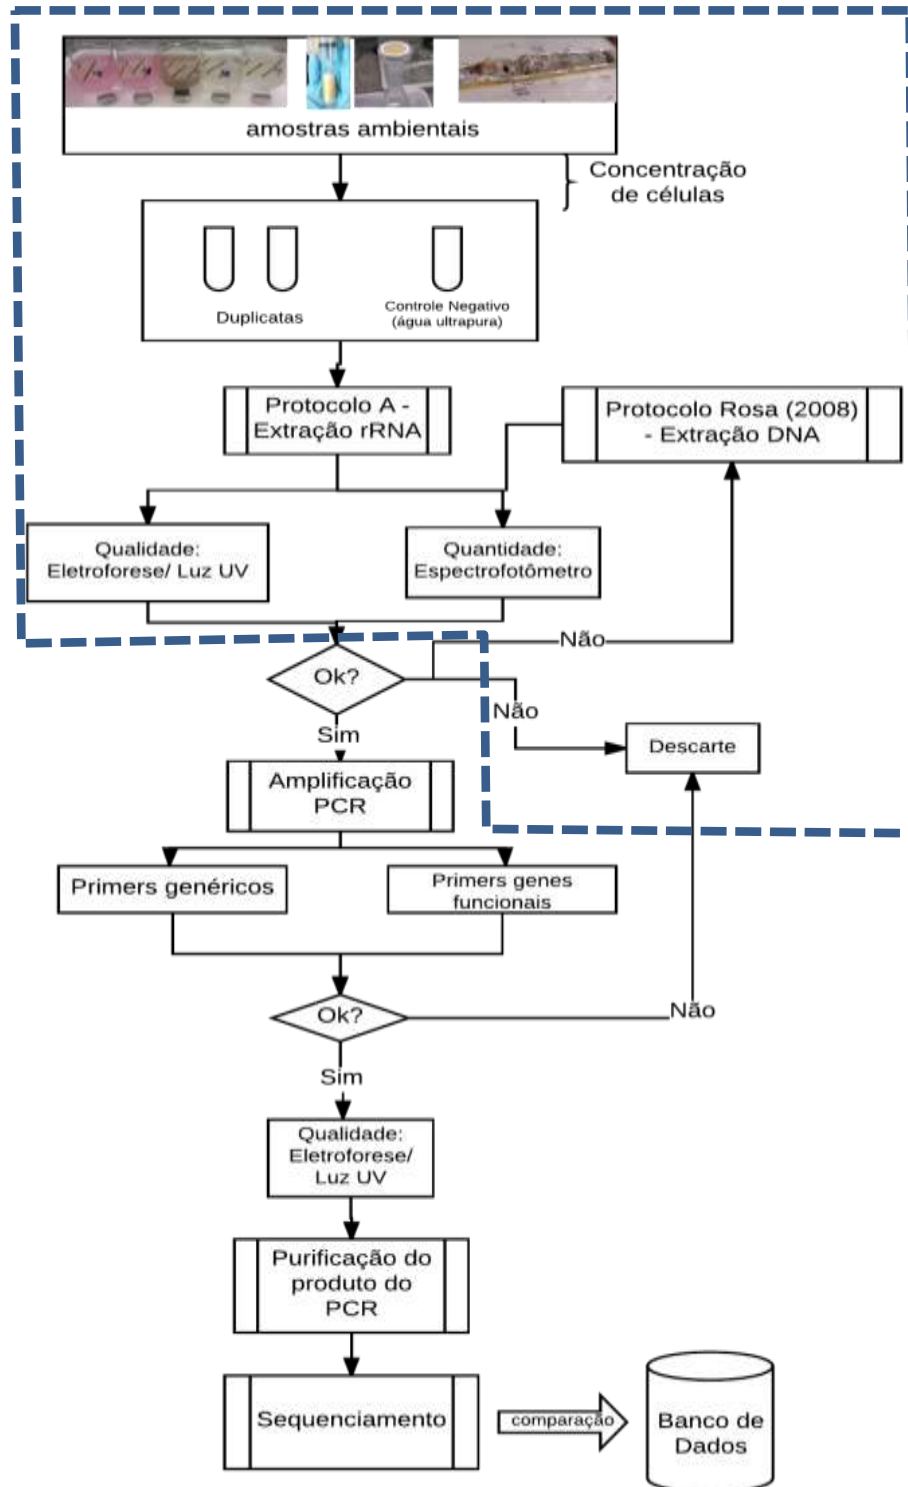 amostras ambientais
Concentração
de células
Duplicatas
Controle Negativo
(água ultrapura)
Protocolo A -
Extração rRNA
Protocolo Rosa (2008)
- Extração DNA
Qualidade:
Eletroforese/ Luz UV
Quantidade:
Espectrofotômetro
Não
Ok?
Não
Sim
Descarte
Amplificação
PCR
Primers genéricos
Primers genes
funcionais
Ok?
Não
Sim
Qualidade:
Eletroforese/
Luz UV
Purificação do
produto do
PCR
Sequenciamento
comparação
Banco de
Dados